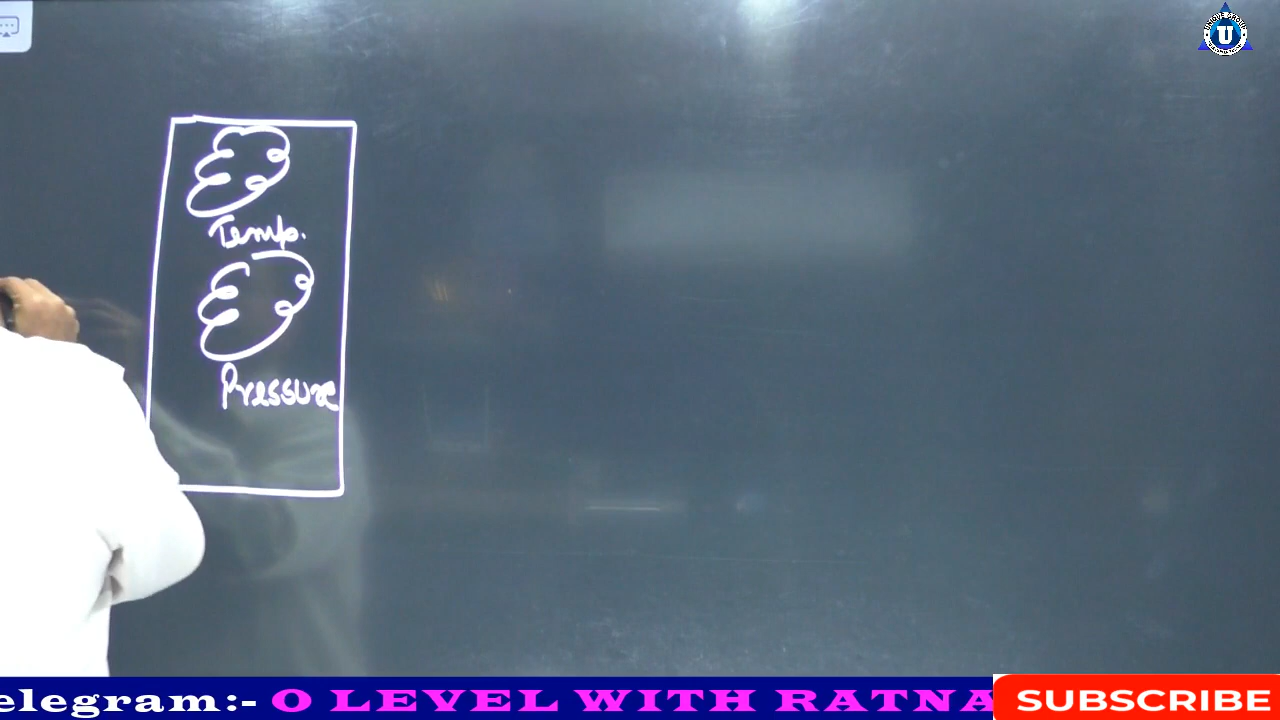 U
Temp.
Pressure
elegram:- O LEVEL WITH RATNA
SUBSCRIBE